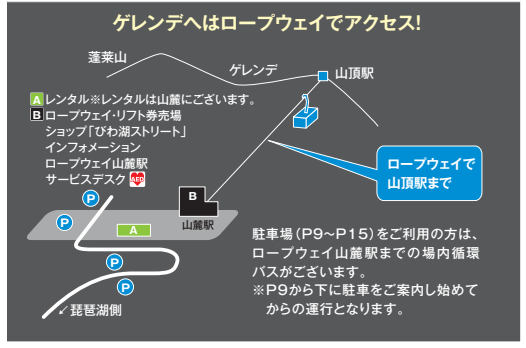 ゲレンデへはロープウェイでアクセス!
蓬莱山
ゲレンデ
山頂駅
A レンタル※レンタルは山麓にございます。
B ロープウェイ・リフト券売場
ショップ「びわ湖ストリート」
インフォメーション
ロープウェイ山麓駅
サービスデスク AED
ロープウェイで
山頂駅まで
P
B
P
A
山麓駅
P
P
↙琵琶湖側
駐車場(P9〜P15)をご利用の方は、
ロープウェイ山麓駅までの場内循環
バスがございます。
※P9から下に駐車をご案内し始めて
からの運行となります。